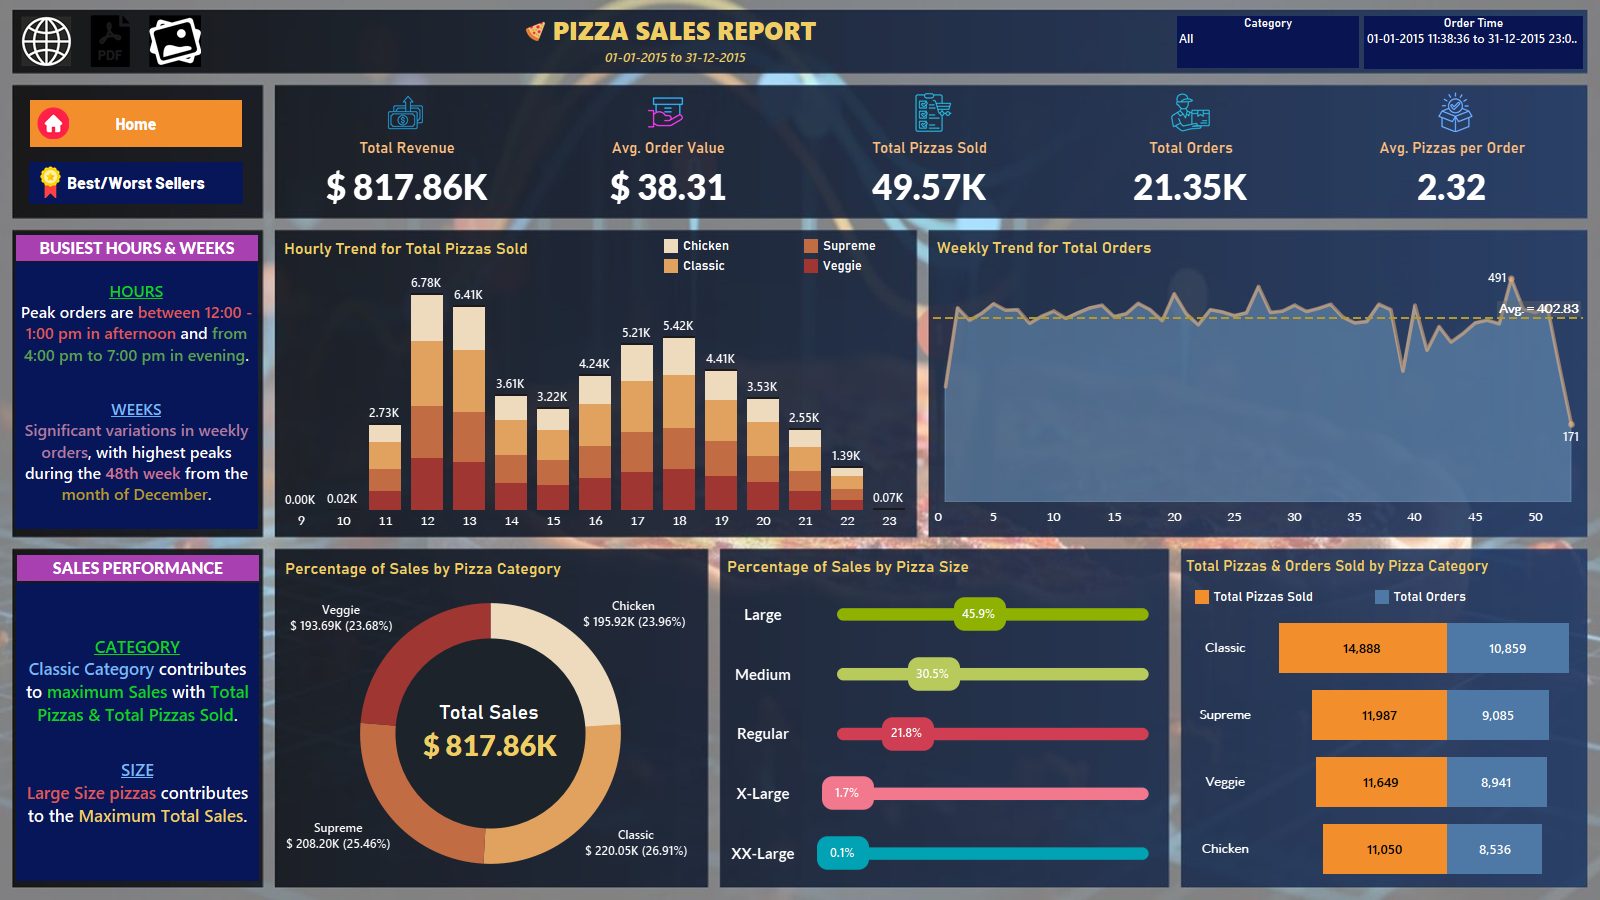 PDF
🍕 PIZZA SALES REPORT
01-01-2015 to 31-12-2015
Category
All
Order Time
01-01-2015 11:38:36 to 31-12-2015 23:0..
Home
Best/Worst Sellers
Total Revenue
$ 817.86K
Avg. Order Value
$ 38.31
Total Pizzas Sold
49.57K
Total Orders
21.35K
Avg. Pizzas per Order
2.32
BUSIEST HOURS & WEEKS
HOURS
Peak orders are between 12:00 -
1:00 pm in afternoon and from
4:00 pm to 7:00 pm in evening.
WEEKS
Significant variations in weekly
orders, with highest peaks
during the 48th week from the
month of December.
Hourly Trend for Total Pizzas Sold
Chicken
Supreme
Classic
Veggie
0.00K
0.02K
2.73K
6.78K
6.41K
3.61K
3.22K
4.24K
5.21K
5.42K
4.41K
3.53K
2.55K
1.39K
0.07K
9 10 11 12 13 14 15 16 17 18 19 20 21 22 23
Weekly Trend for Total Orders
491
Avg. = 402.83
171
0 5 10 15 20 25 30 35 40 45 50
SALES PERFORMANCE
CATEGORY
Classic Category contributes
to maximum Sales with Total
Pizzas & Total Pizzas Sold.
SIZE
Large Size pizzas contributes
to the Maximum Total Sales.
Percentage of Sales by Pizza Category
Veggie
$ 193.69K (23.68%)
Chicken
$ 195.92K (23.96%)
Total Sales
$ 817.86K
Supreme
$ 208.20K (25.46%)
Classic
$ 220.05K (26.91%)
Percentage of Sales by Pizza Size
Large 45.9%
Medium 30.5%
Regular 21.8%
X-Large 1.7%
XX-Large 0.1%
Total Pizzas & Orders Sold by Pizza Category
Total Pizzas Sold
Total Orders
Classic 14,888 10,859
Supreme 11,987 9,085
Veggie 11,649 8,941
Chicken 11,050 8,536